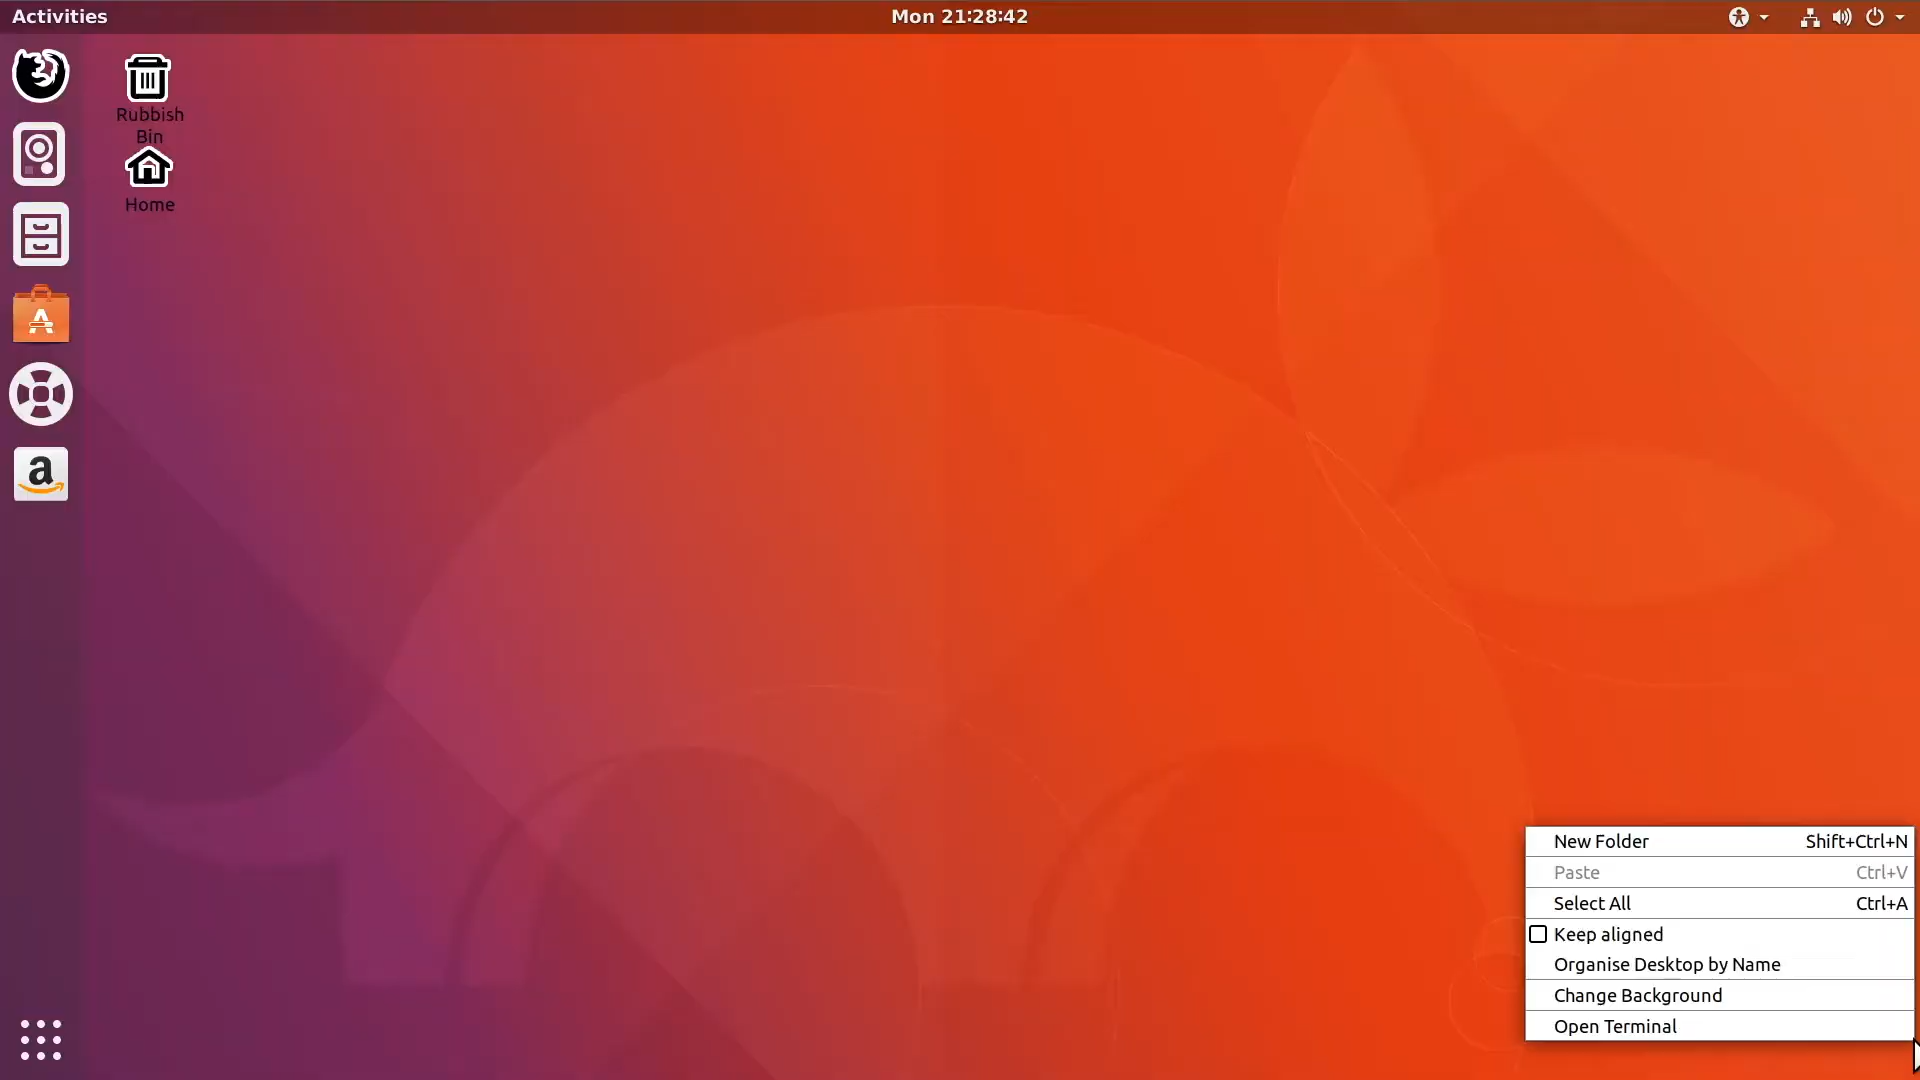 Activities
Mon 21:28:42
Rubbish
Bin
Home
A
a
New Folder Shift+Ctrl+N
Paste Ctrl+V
Select All Ctrl+A
Keep aligned
Organise Desktop by Name
Change Background
Open Terminal